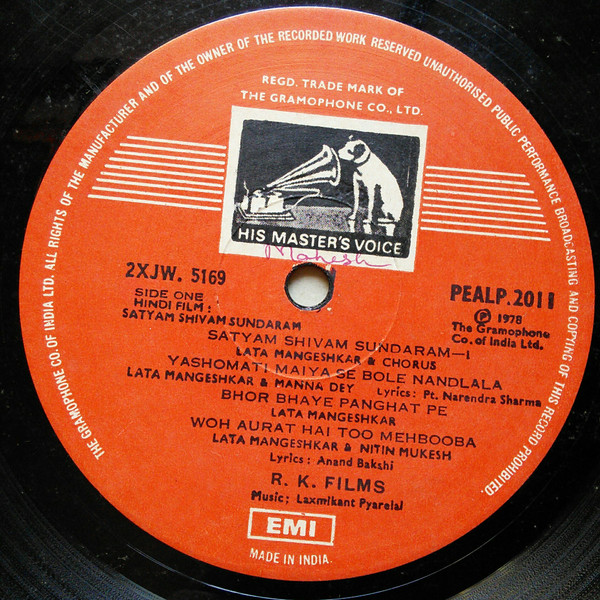 THE GRAMOPHONE CO. OF INDIA LTD. ALL RIGHTS OF THE MANUFACTURER AND OF THE OWNER OF THE RECORDED WORK RESERVED UNAUTHORISED PUBLIC PERFORMANCE BROADCASTING AND COPYING OF THIS RECORD PROHIBITED.
REGD. TRADE MARK OF
THE GRAMOPHONE CO., LTD.
HIS MASTER'S VOICE
Mahesh
2XJW. 5169
PEALP.2011
SIDE ONE
HINDI FILM:
SATYAM SHIVAM SUNDARAM
Ⓟ 1978
The Gramophone
Co. of India Ltd.
SATYAM SHIVAM SUNDARAM—I
LATA MANGESHKAR & CHORUS
YASHOMATI MAIYA SE BOLE NANDLALA
LATA MANGESHKAR & MANNA DEY Lyrics: Pt. Narendra Sharma
BHOR BHAYE PANGHAT PE
LATA MANGESHKAR
WOH AURAT HAI TOO MEHBOOBA
LATA MANGESHKAR & NITIN MUKESH
Lyrics: Anand Bakshi
R. K. FILMS
Music: Laxmikant Pyarelal
EMI
MADE IN INDIA.